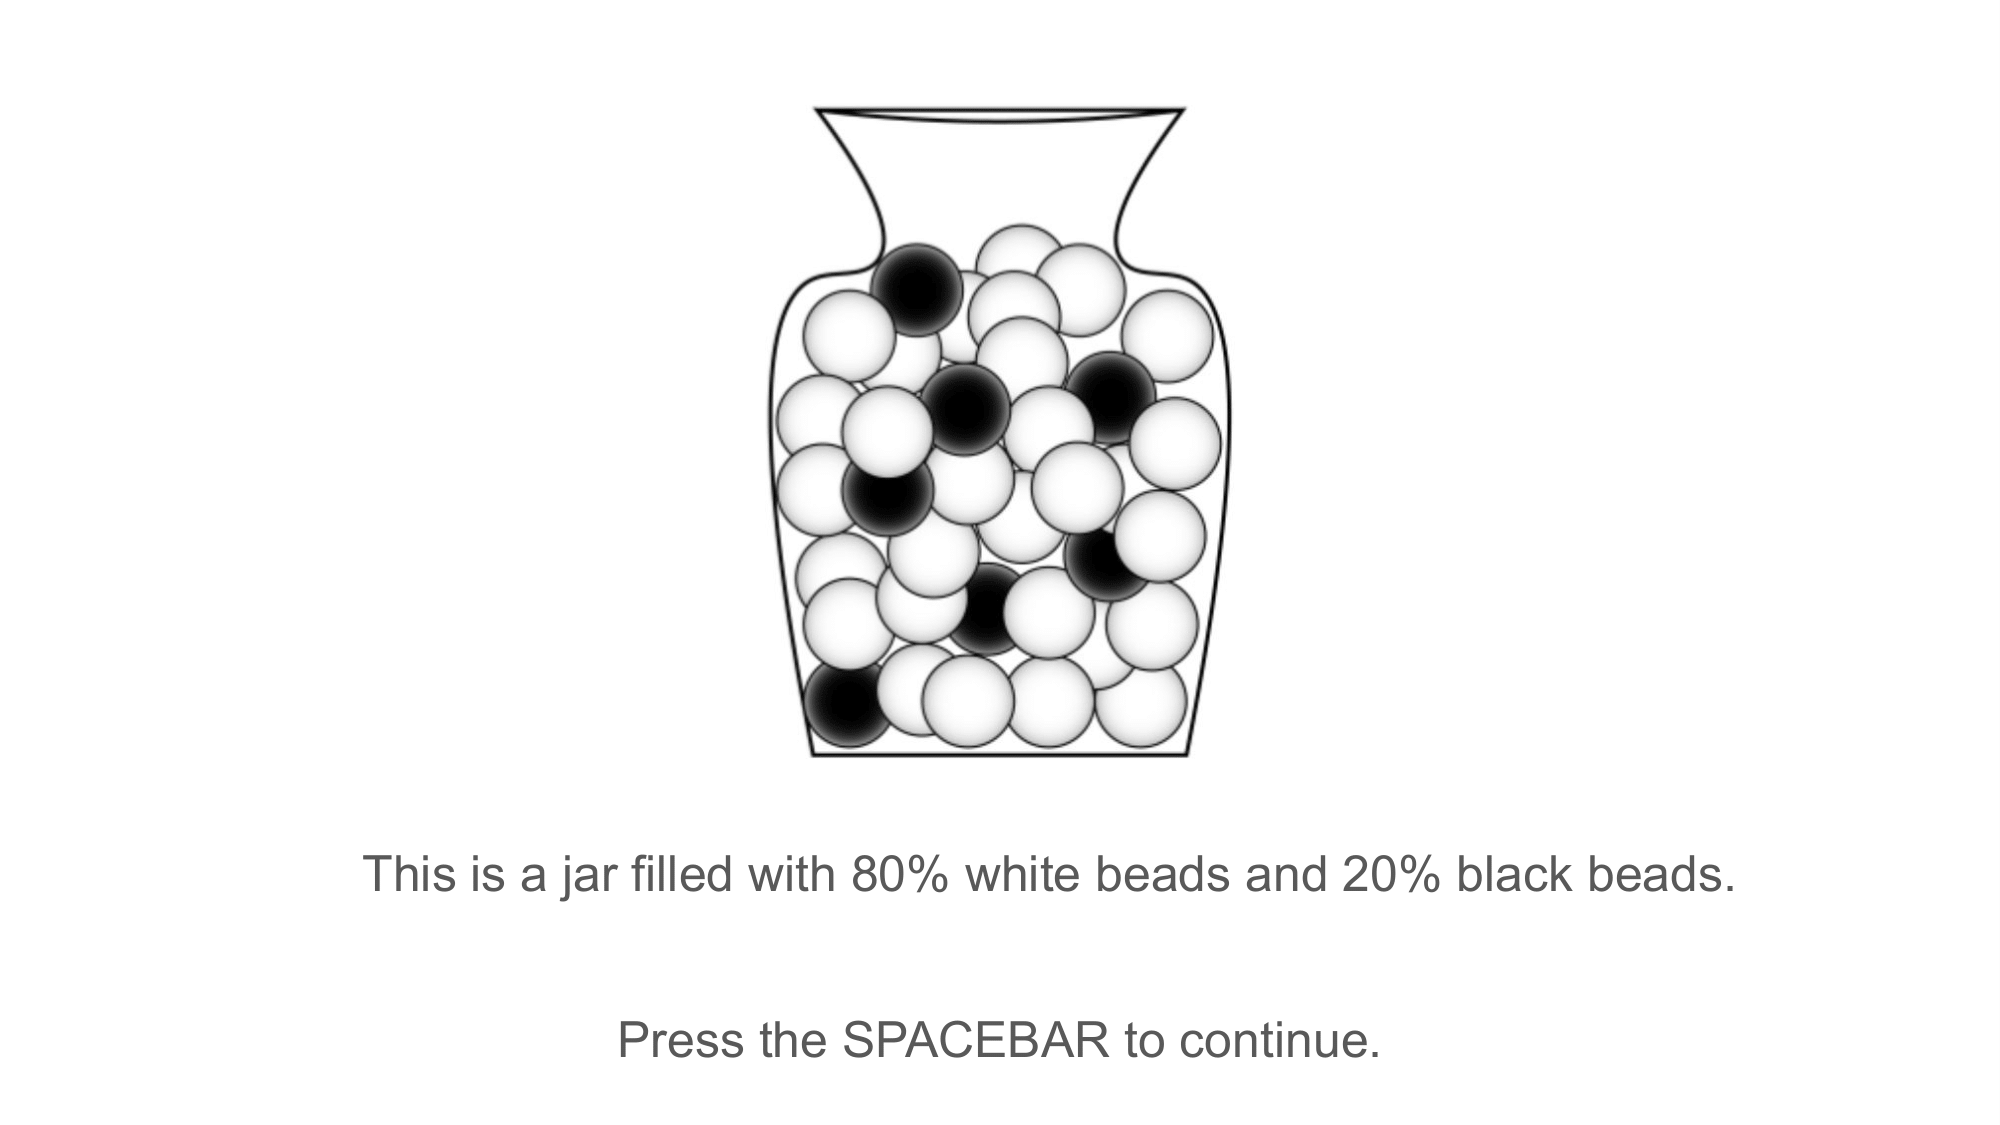 This is a jar filled with 80% white beads and 20% black beads.
Press the SPACEBAR to continue.